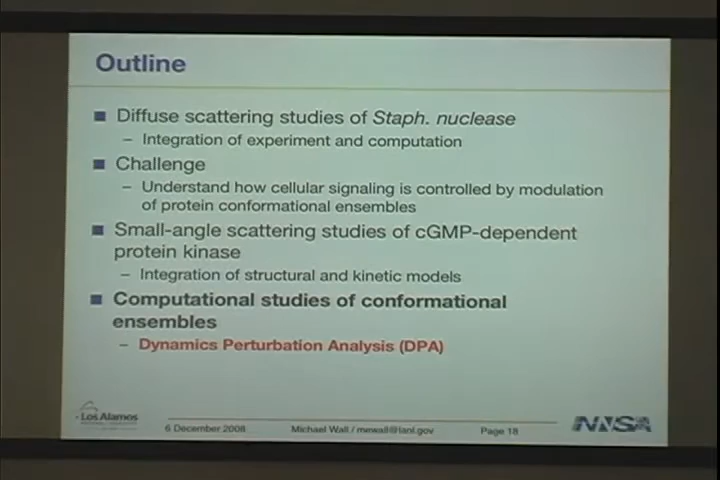 Outline
Diffuse scattering studies of Staph. nuclease
– Integration of experiment and computation
Challenge
– Understand how cellular signaling is controlled by modulation
of protein conformational ensembles
Small-angle scattering studies of cGMP-dependent
protein kinase
– Integration of structural and kinetic models
Computational studies of conformational
ensembles
– Dynamics Perturbation Analysis (DPA)
Los Alamos
6 December 2008 Michael Wall / mewall@lanl.gov Page 18
NNSA